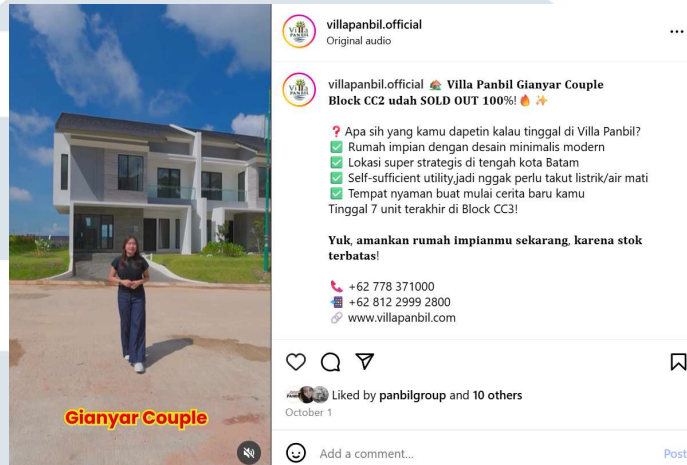 villapanbil.official
Original audio
villapanbil.official 🏡 Villa Panbil Gianyar Couple
Block CC2 udah SOLD OUT 100%! 🔥 ✨
❓ Apa sih yang kamu dapetin kalau tinggal di Villa Panbil?
✅ Rumah impian dengan desain minimalis modern
✅ Lokasi super strategis di tengah kota Batam
✅ Self-sufficient utility,jadi nggak perlu takut listrik/air mati
✅ Tempat nyaman buat mulai cerita baru kamu
Tinggal 7 unit terakhir di Block CC3!
Yuk, amankan rumah impianmu sekarang, karena stok
terbatas!
📞 +62 778 371000
📲 +62 812 2999 2800
🔗 www.villapanbil.com
Liked by panbilgroup and 10 others
October 1
Add a comment...
Post
Gianyar Couple